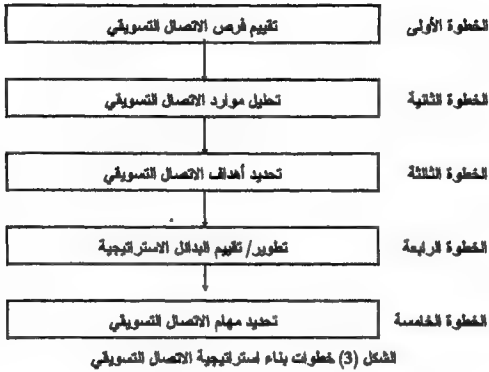 الخطوة الأولى تقييم فرص الاتصال التسويقي
الخطوة الثانية تحليل موارد الاتصال التسويقي
الخطوة الثالثة تحديد أهداف الاتصال التسويقي
الخطوة الرابعة تطوير/ تقييم البدائل الاستراتيجية
الخطوة الخامسة تحديد مهام الاتصال التسويقي
الشكل (3) خطوات بناء استراتيجية الاتصال التسويقي